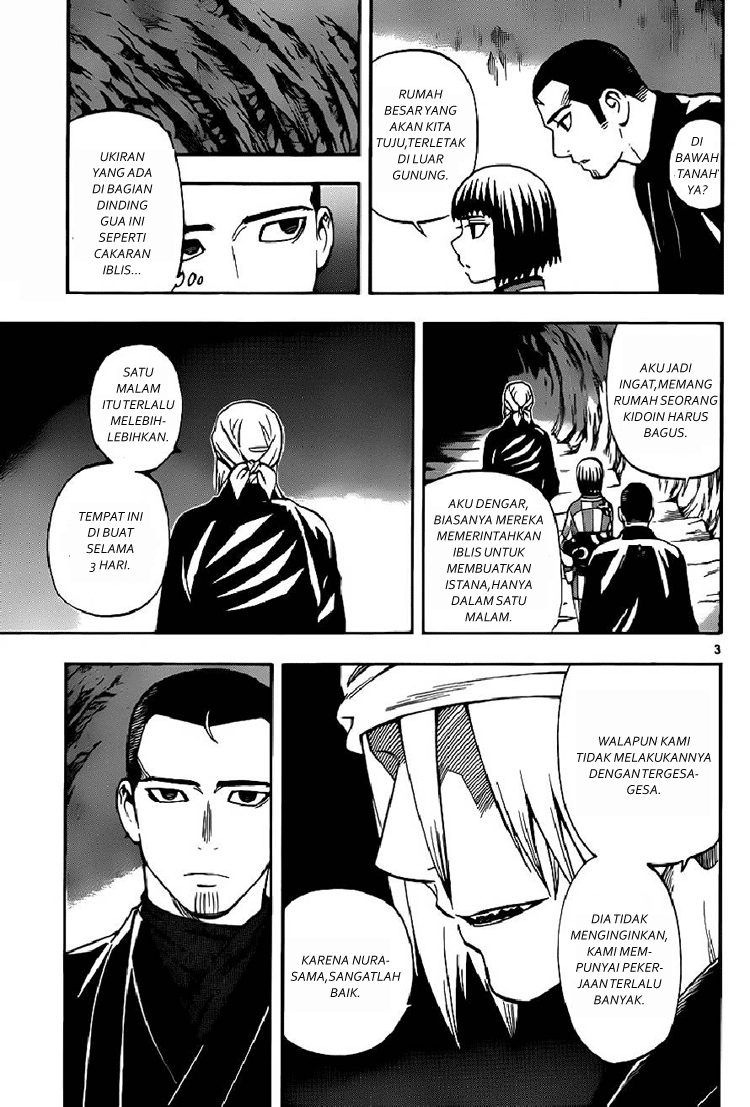 DI
BAWAH
TANAH
YA?
RUMAH
BESAR YANG
AKAN KITA
TUJU,TERLETAK
DI LUAR
GUNUNG.
UKIRAN
YANG ADA
DI BAGIAN
DINDING
GUA INI
SEPERTI
CAKARAN
IBLIS...
AKU JADI
INGAT,MEMANG
RUMAH SEORANG
KIDOIN HARUS
BAGUS.
AKU DENGAR,
BIASANYA MEREKA
MEMERINTAHKAN
IBLIS UNTUK
MEMBUATKAN
ISTANA,HANYA
DALAM SATU
MALAM.
SATU
MALAM
ITU TERLALU
MELEBIH-
LEBIHKAN.
TEMPAT INI
DI BUAT
SELAMA
3 HARI.
3
WALAPUN KAMI
TIDAK MELAKUKANNYA
DENGAN TERGESA-
GESA.
DIA TIDAK
MENGINGINKAN,
KAMI MEM-
PUNYAI PEKER-
JAAN TERLALU
BANYAK.
KARENA NURA-
SAMA,SANGATLAH
BAIK.